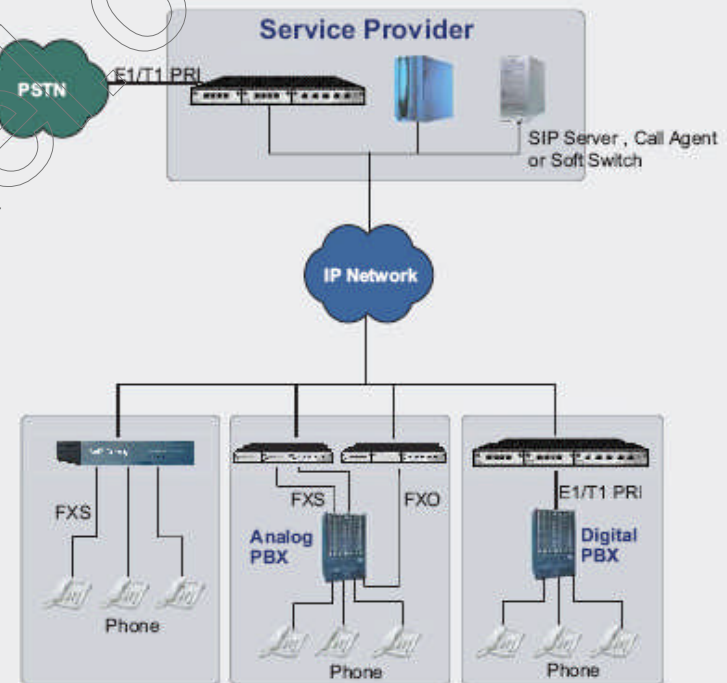 Service Provider
PSTN
E1/T1 PRI
SIP Server , Call Agent
or Soft Switch
IP Network
FXS
Phone
FXS
FXO
Analog
PBX
Phone
E1/T1 PRI
Digital
PBX
Phone